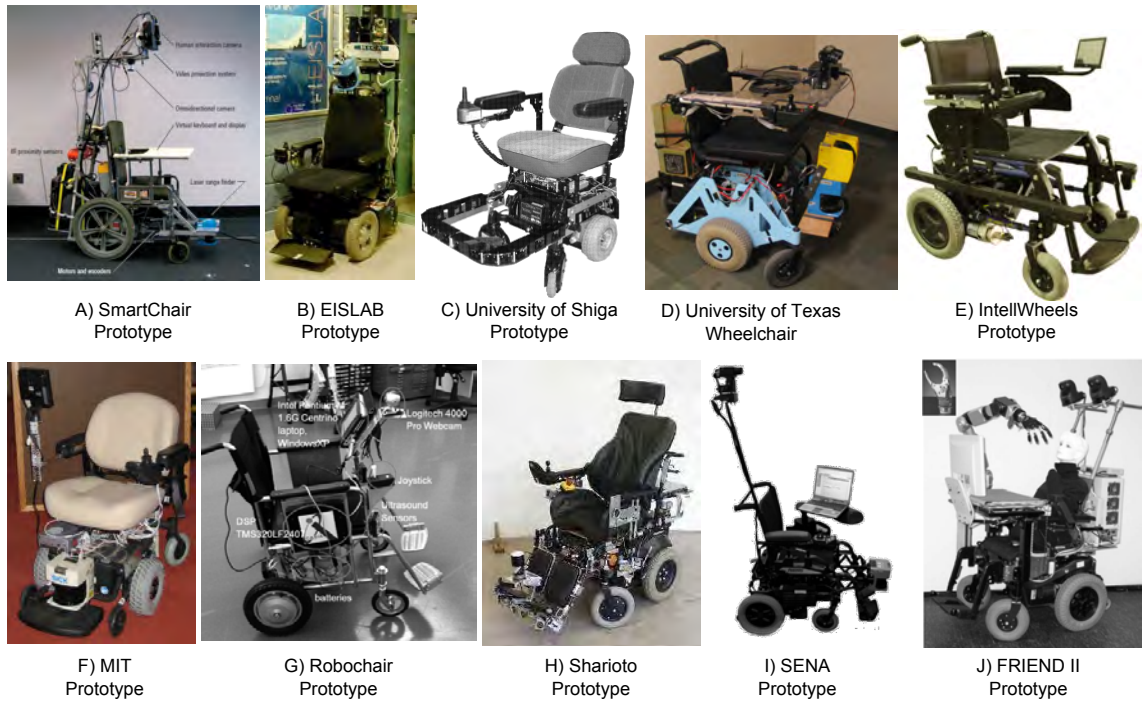 Human interaction camera
Video projection system
Omnidirectional camera
Virtual keyboard and display
IR proximity sensors
Laser range finder
Motors and encoders
A) SmartChair
Prototype
HEISLAB
B) EISLAB
Prototype
C) University of Shiga
Prototype
D) University of Texas
Wheelchair
E) IntellWheels
Prototype
SICK
F) MIT
Prototype
Intel Pentium M
1.6G Centrino
laptop,
WindowsXP
Logitech 4000
Pro Webcam
Joystick
Ultrasound
Sensors
DSP
batteries
G) Robochair
Prototype
H) Sharioto
Prototype
I) SENA
Prototype
J) FRIEND II
Prototype